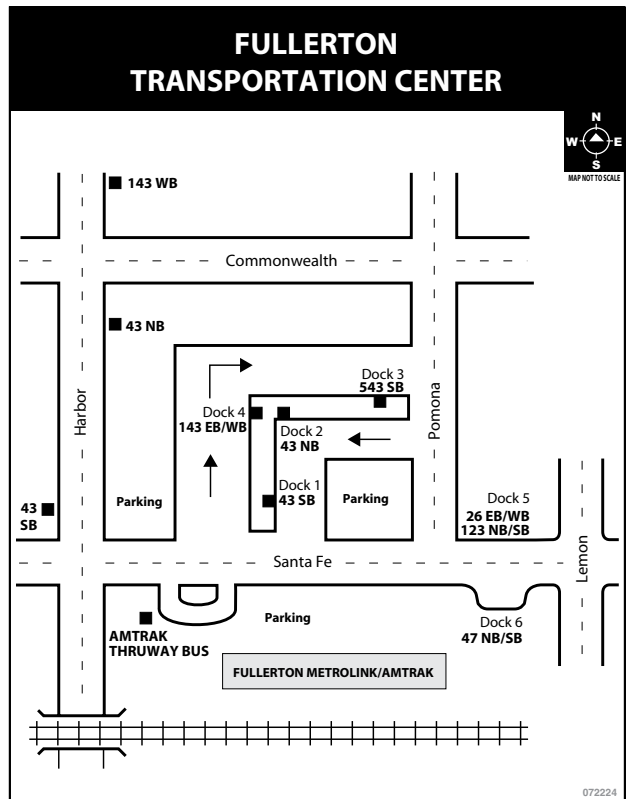 FULLERTON
TRANSPORTATION CENTER
N
W E
S
MAP NOT TO SCALE
143 WB
Commonwealth
43 NB
Harbor
Pomona
Dock 3
543 SB
Dock 4
143 EB/WB
Dock 2
43 NB
Dock 1
43 SB
Parking
Parking
43
SB
Dock 5
26 EB/WB
123 NB/SB
Santa Fe
Lemon
AMTRAK
THRUWAY BUS
Parking
Dock 6
47 NB/SB
FULLERTON METROLINK/AMTRAK
072224